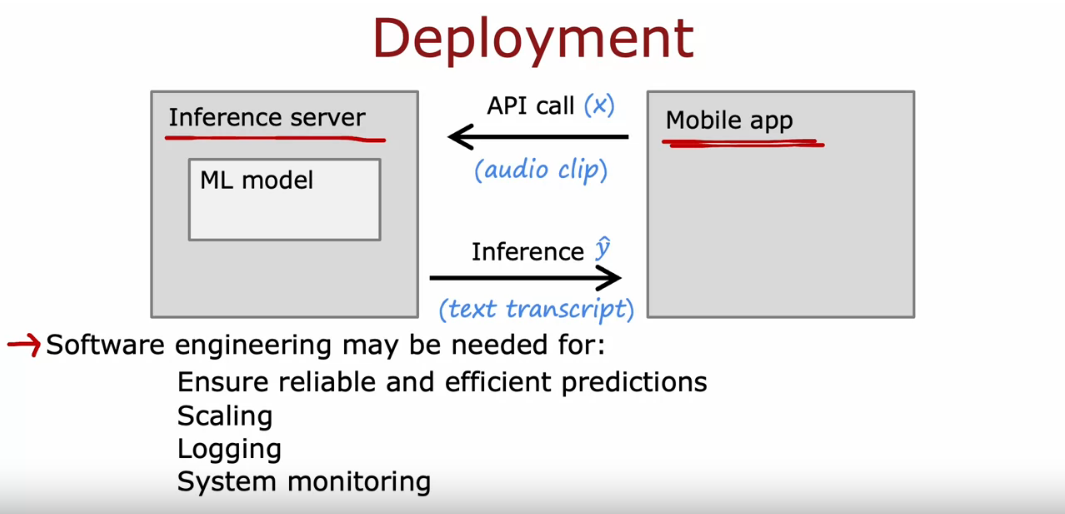 Deployment
Inference server
ML model
API call (x)
(audio clip)
Inference ŷ
(text transcript)
Mobile app
→Software engineering may be needed for:
Ensure reliable and efficient predictions
Scaling
Logging
System monitoring